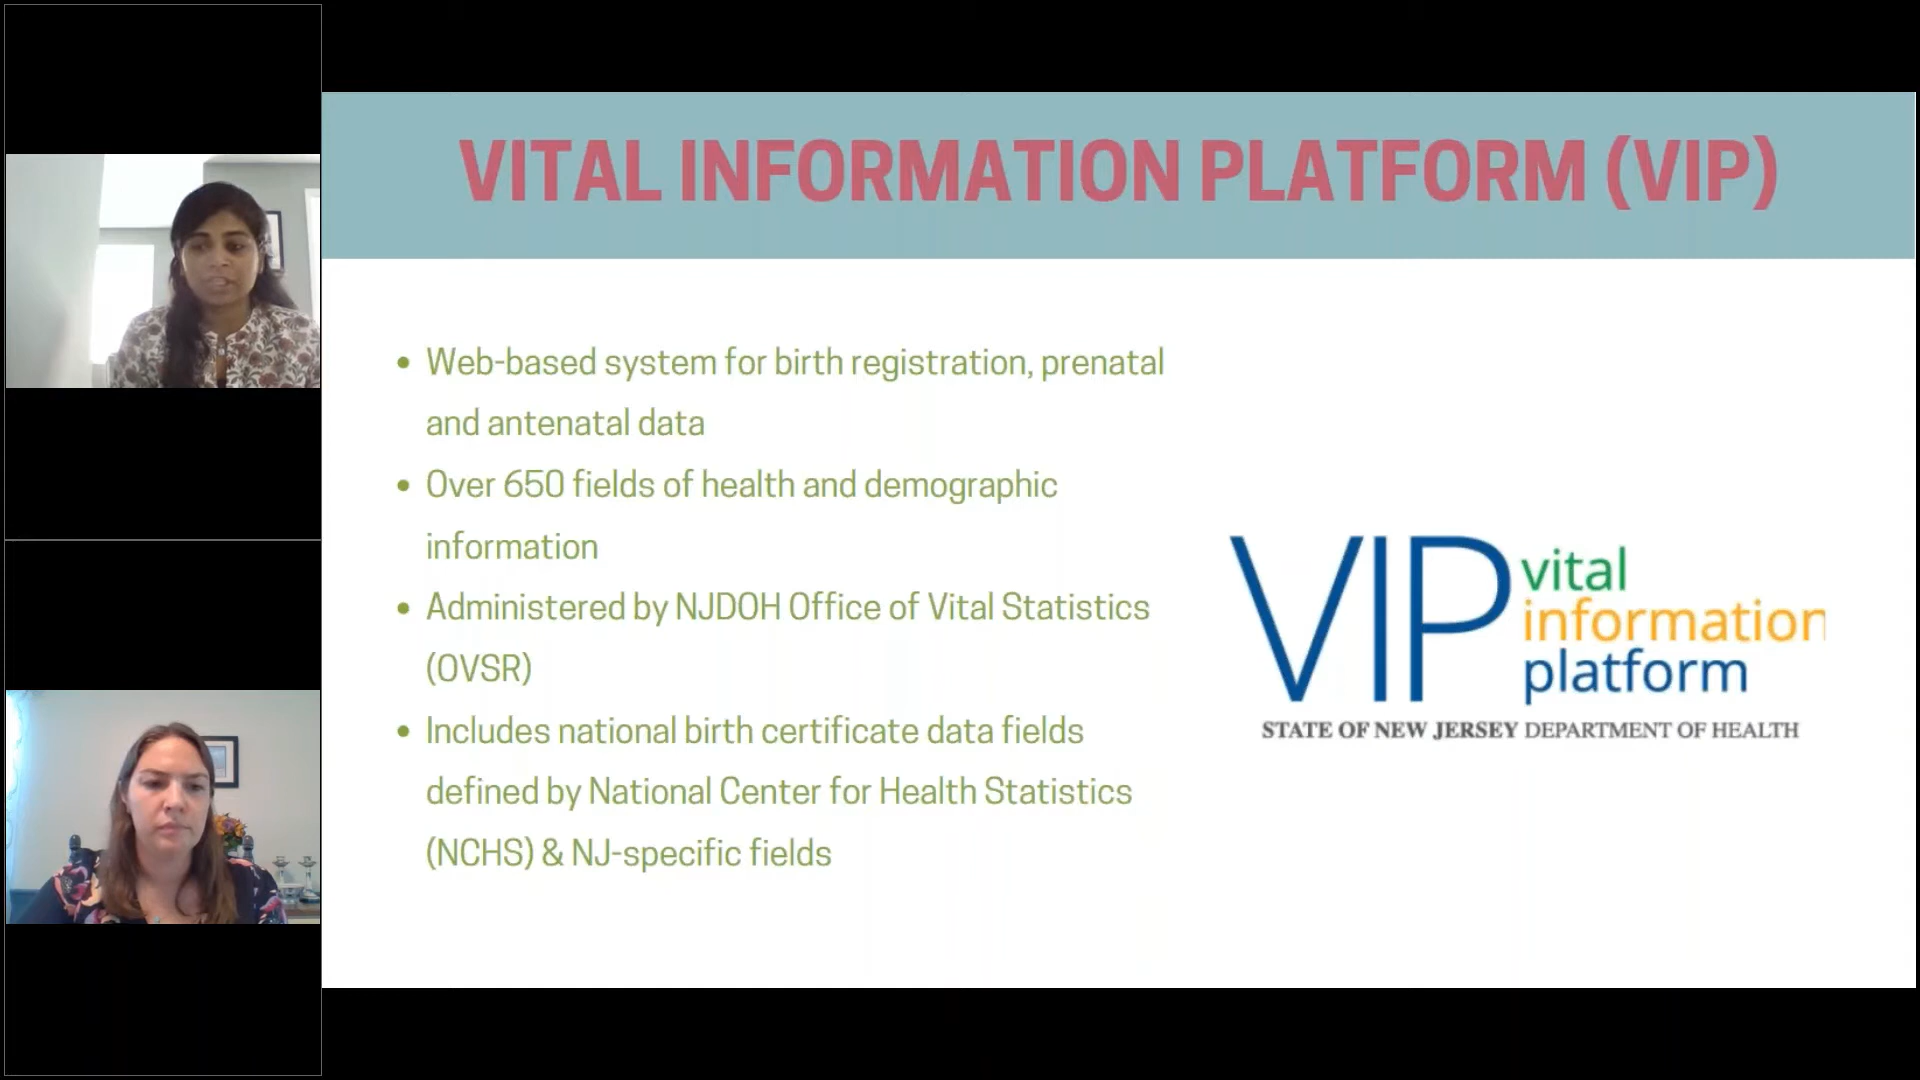 VITAL INFORMATION PLATFORM (VIP)
• Web-based system for birth registration, prenatal
and antenatal data
• Over 650 fields of health and demographic
information
• Administered by NJDOH Office of Vital Statistics
(OVSR)
• Includes national birth certificate data fields
defined by National Center for Health Statistics
(NCHS) & NJ-specific fields
VIP
vital
information
platform
STATE OF NEW JERSEY DEPARTMENT OF HEALTH